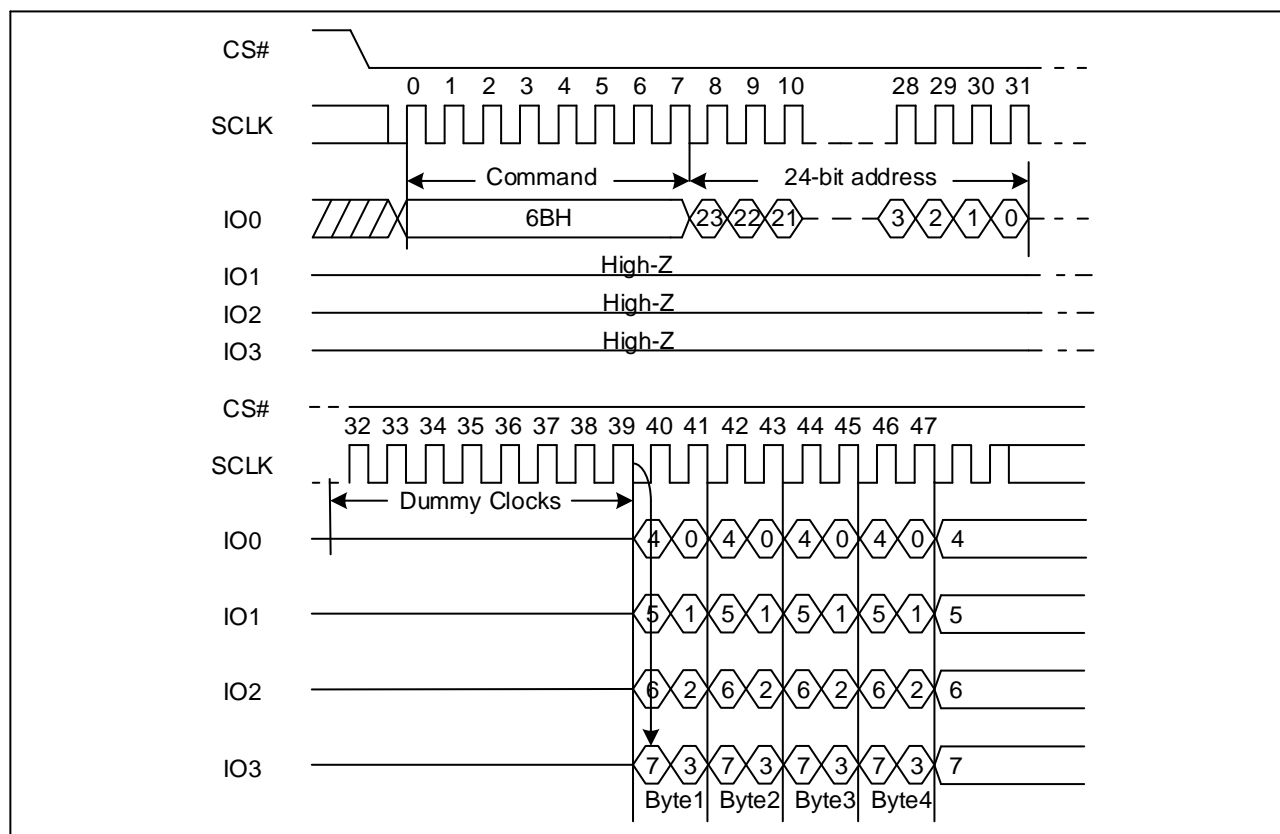 CS#
0 1 2 3 4 5 6 7 8 9 10 28 29 30 31
SCLK
Command 24-bit address
IO0 6BH 23 22 21 3 2 1 0
High-Z
IO1
High-Z
IO2
High-Z
IO3
CS#
32 33 34 35 36 37 38 39 40 41 42 43 44 45 46 47
SCLK
Dummy Clocks
IO0 4 0 4 0 4 0 4 0 4
IO1 5 1 5 1 5 1 5 1 5
IO2 6 2 6 2 6 2 6 2 6
IO3 7 3 7 3 7 3 7 3 7
Byte1 Byte2 Byte3 Byte4